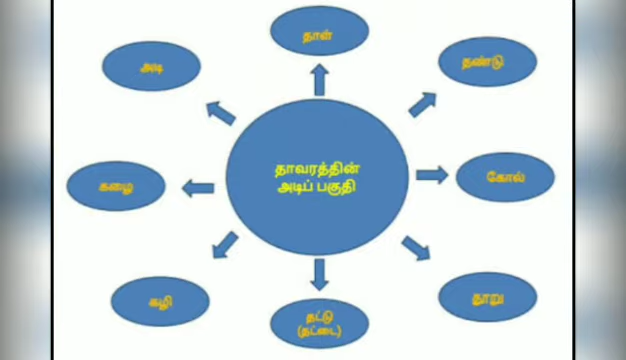 தாள்
தண்டு
அடி
தாவரத்தின்
அடிப் பகுதி
கோல்
கழை
தூறு
கழி
தட்டு
(தட்டை)